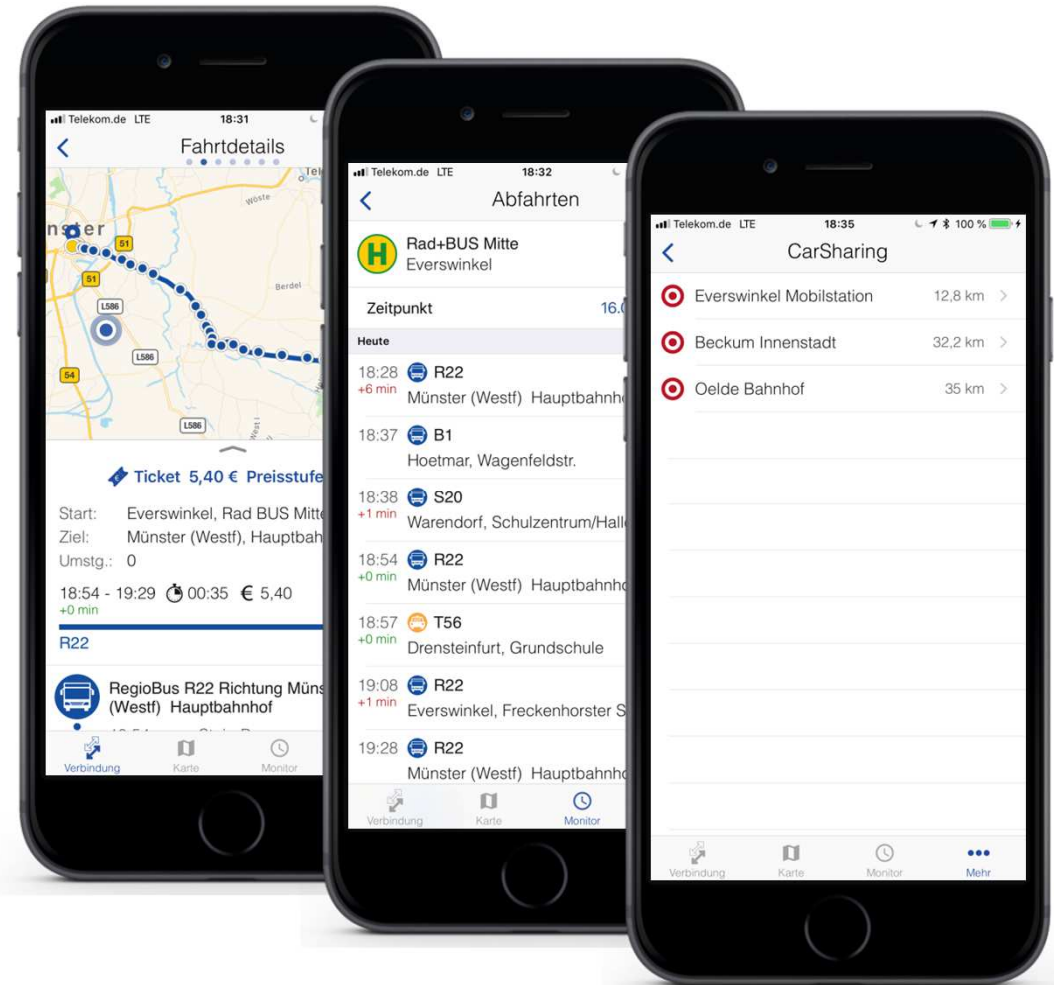 Telekom.de LTE 18:31
Fahrtdetails
Wöste
51
51
Berdel
L586
L586
54
L586
Ticket 5,40 € Preisstufe
Start: Everswinkel, Rad BUS Mitte
Ziel: Münster (Westf), Hauptbah
Umstg.: 0
18:54 - 19:29 00:35 € 5,40
+0 min
R22
RegioBus R22 Richtung Müns
(Westf) Hauptbahnhof
Verbindung Karte Monitor
Telekom.de LTE 18:32
Abfahrten
H
Rad+BUS Mitte
Everswinkel
Zeitpunkt 16.0
Heute
18:28 R22
+6 min
Münster (Westf) Hauptbahnho
18:37 B1
Hoetmar, Wagenfeldstr.
18:38 S20
+1 min
Warendorf, Schulzentrum/Hall
18:54 R22
+0 min
Münster (Westf) Hauptbahnho
18:57 T56
+0 min
Drensteinfurt, Grundschule
19:08 R22
+1 min
Everswinkel, Freckenhorster S
19:28 R22
Münster (Westf) Hauptbahnho
Verbindung Karte Monitor
Telekom.de LTE 18:35 100 %
CarSharing
Everswinkel Mobilstation 12,8 km
Beckum Innenstadt 32,2 km
Oelde Bahnhof 35 km
Verbindung Karte Monitor Mehr